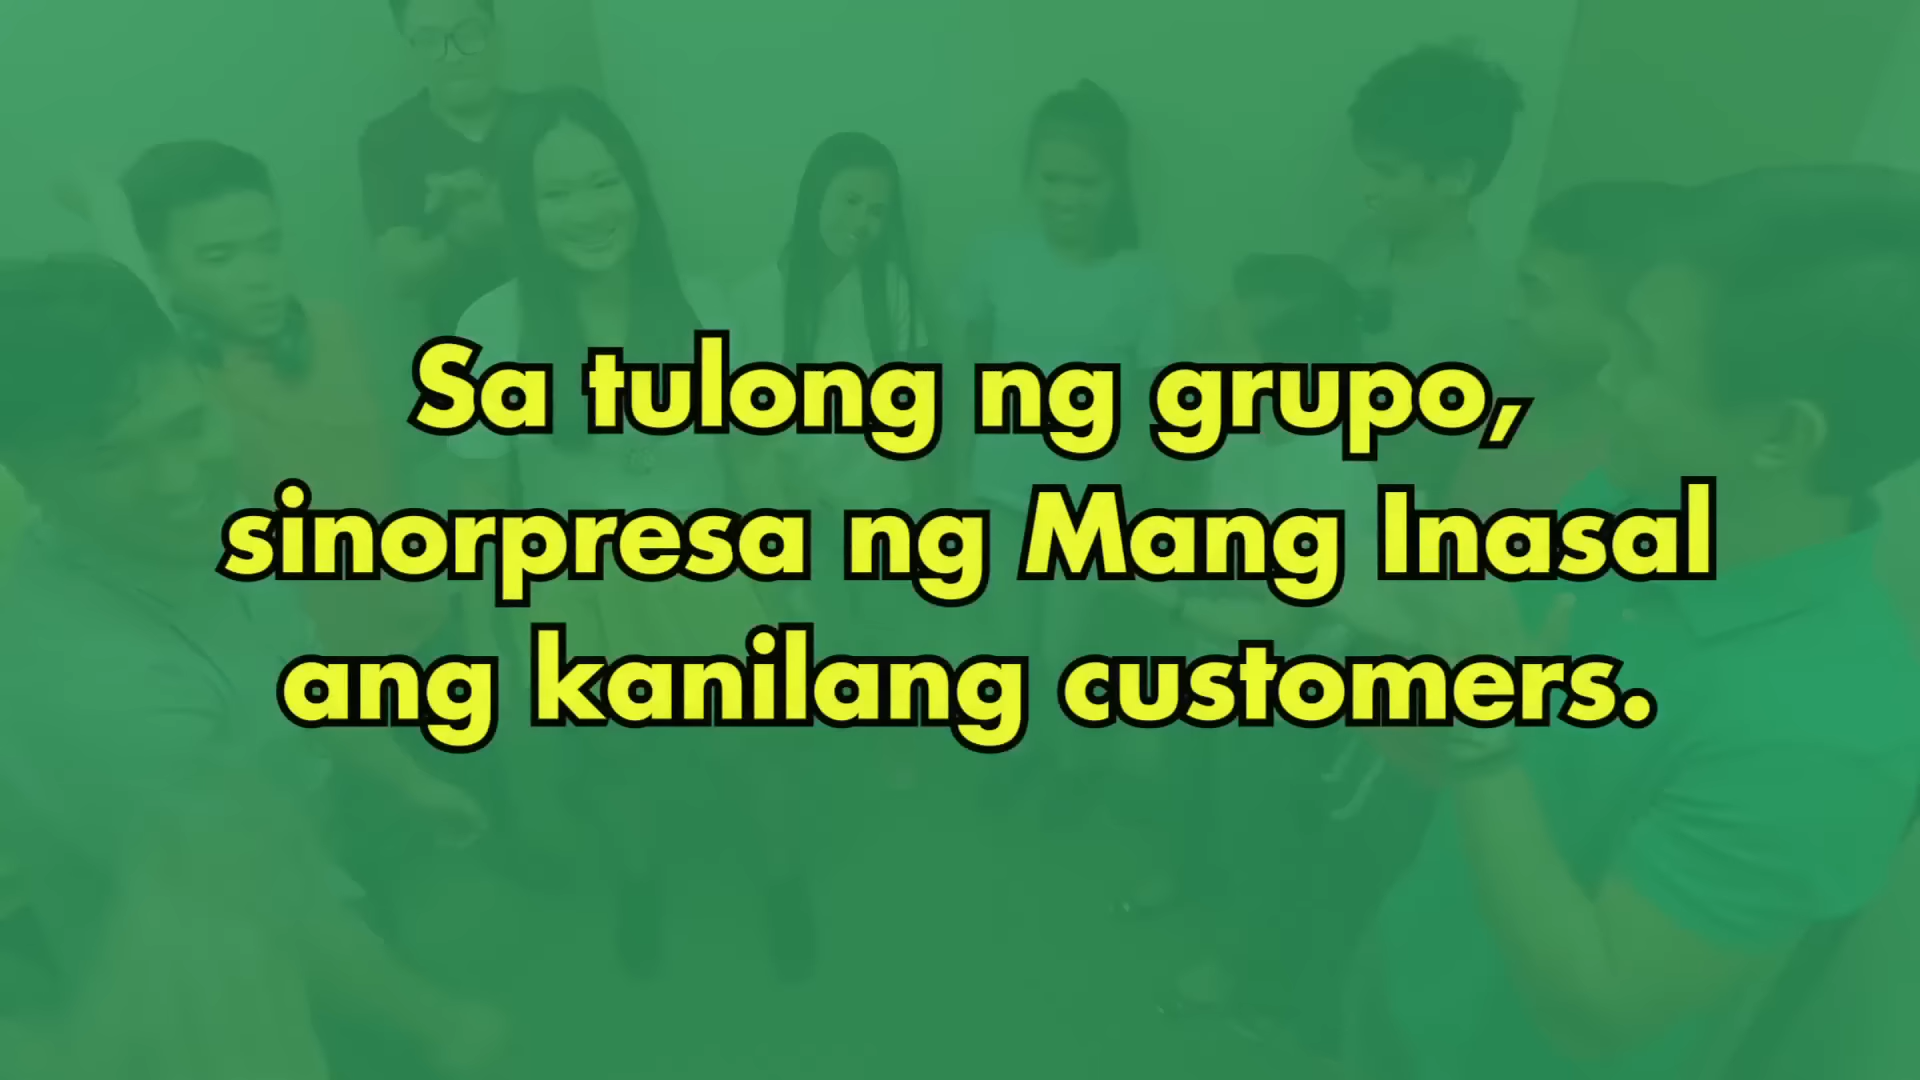 Sa tulong ng grupo,
sinorpresa ng Mang Inasal
ang kanilang customers.